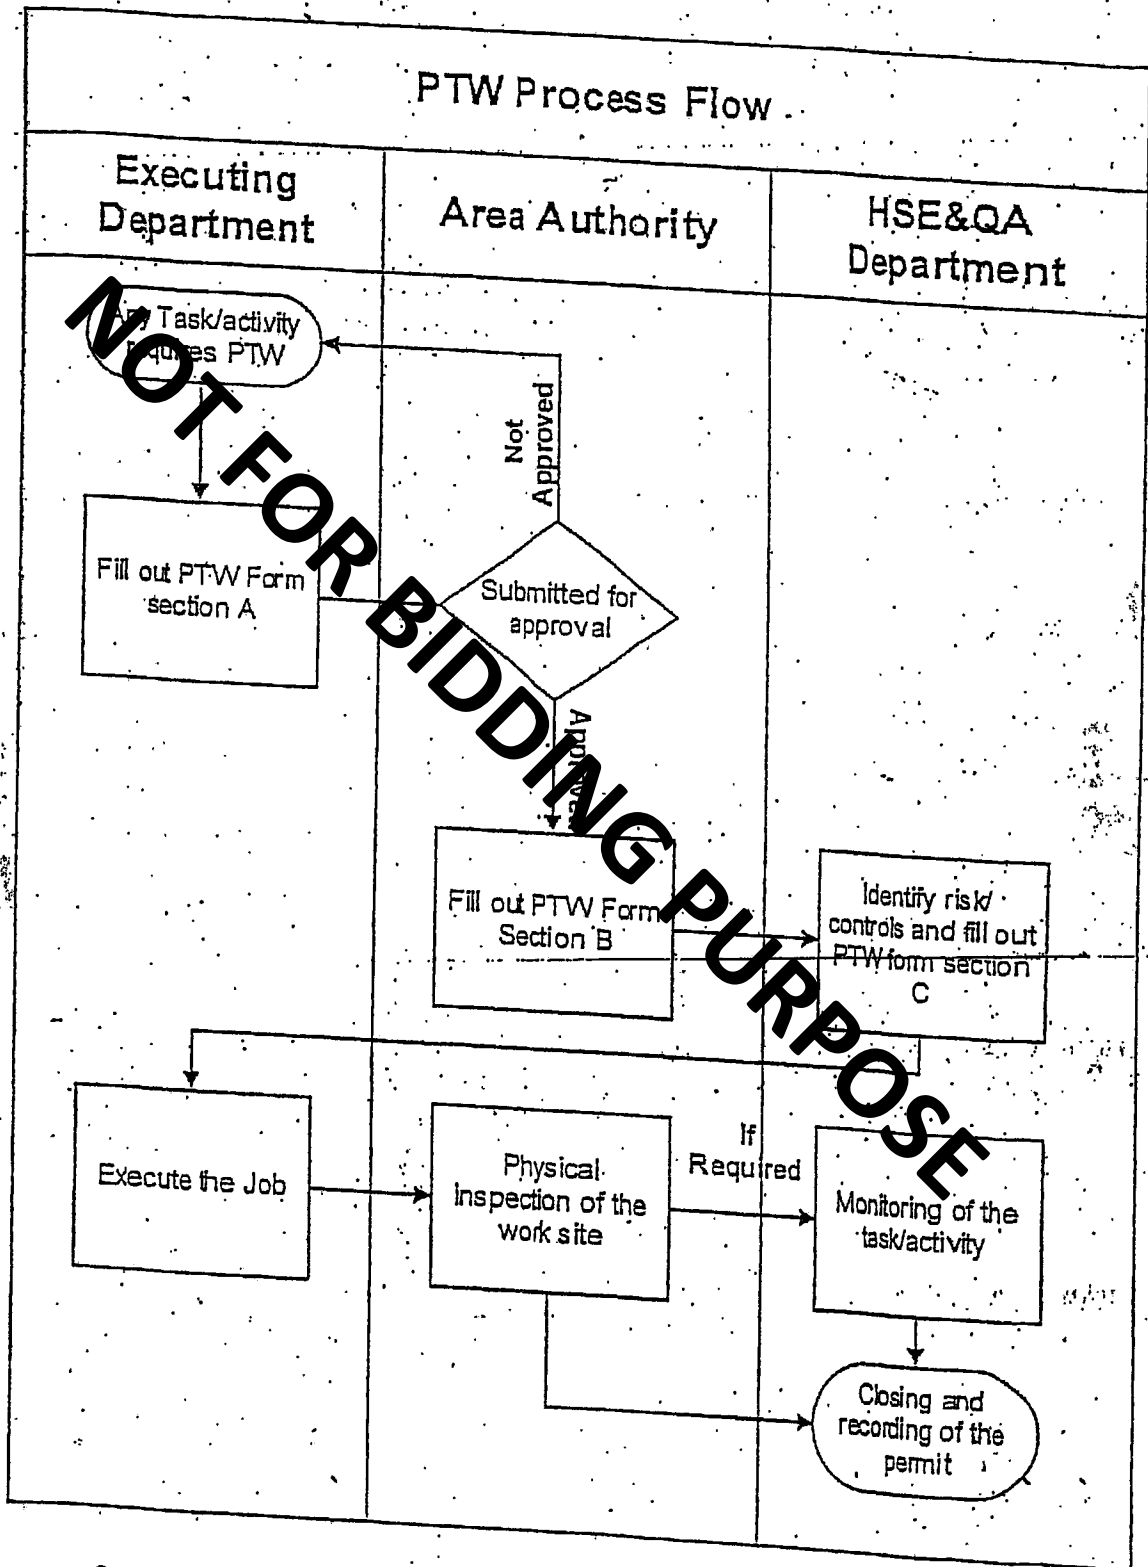 PTW Process Flow
Executing
Department
Area Authority
HSE&QA
Department
Any Task/activity
requires PTW
Not
Approved
Fill out PTW Form
section A
Submitted for
approval
Approved
Fill out PTW Form
Section B
Identify risk/
controls and fill out
PTW form section
C
Execute the Job
Physical
inspection of the
work site
If
Required
Monitoring of the
task/activity
Closing and
recording of the
permit
NOT FOR BIDDING PURPOSE